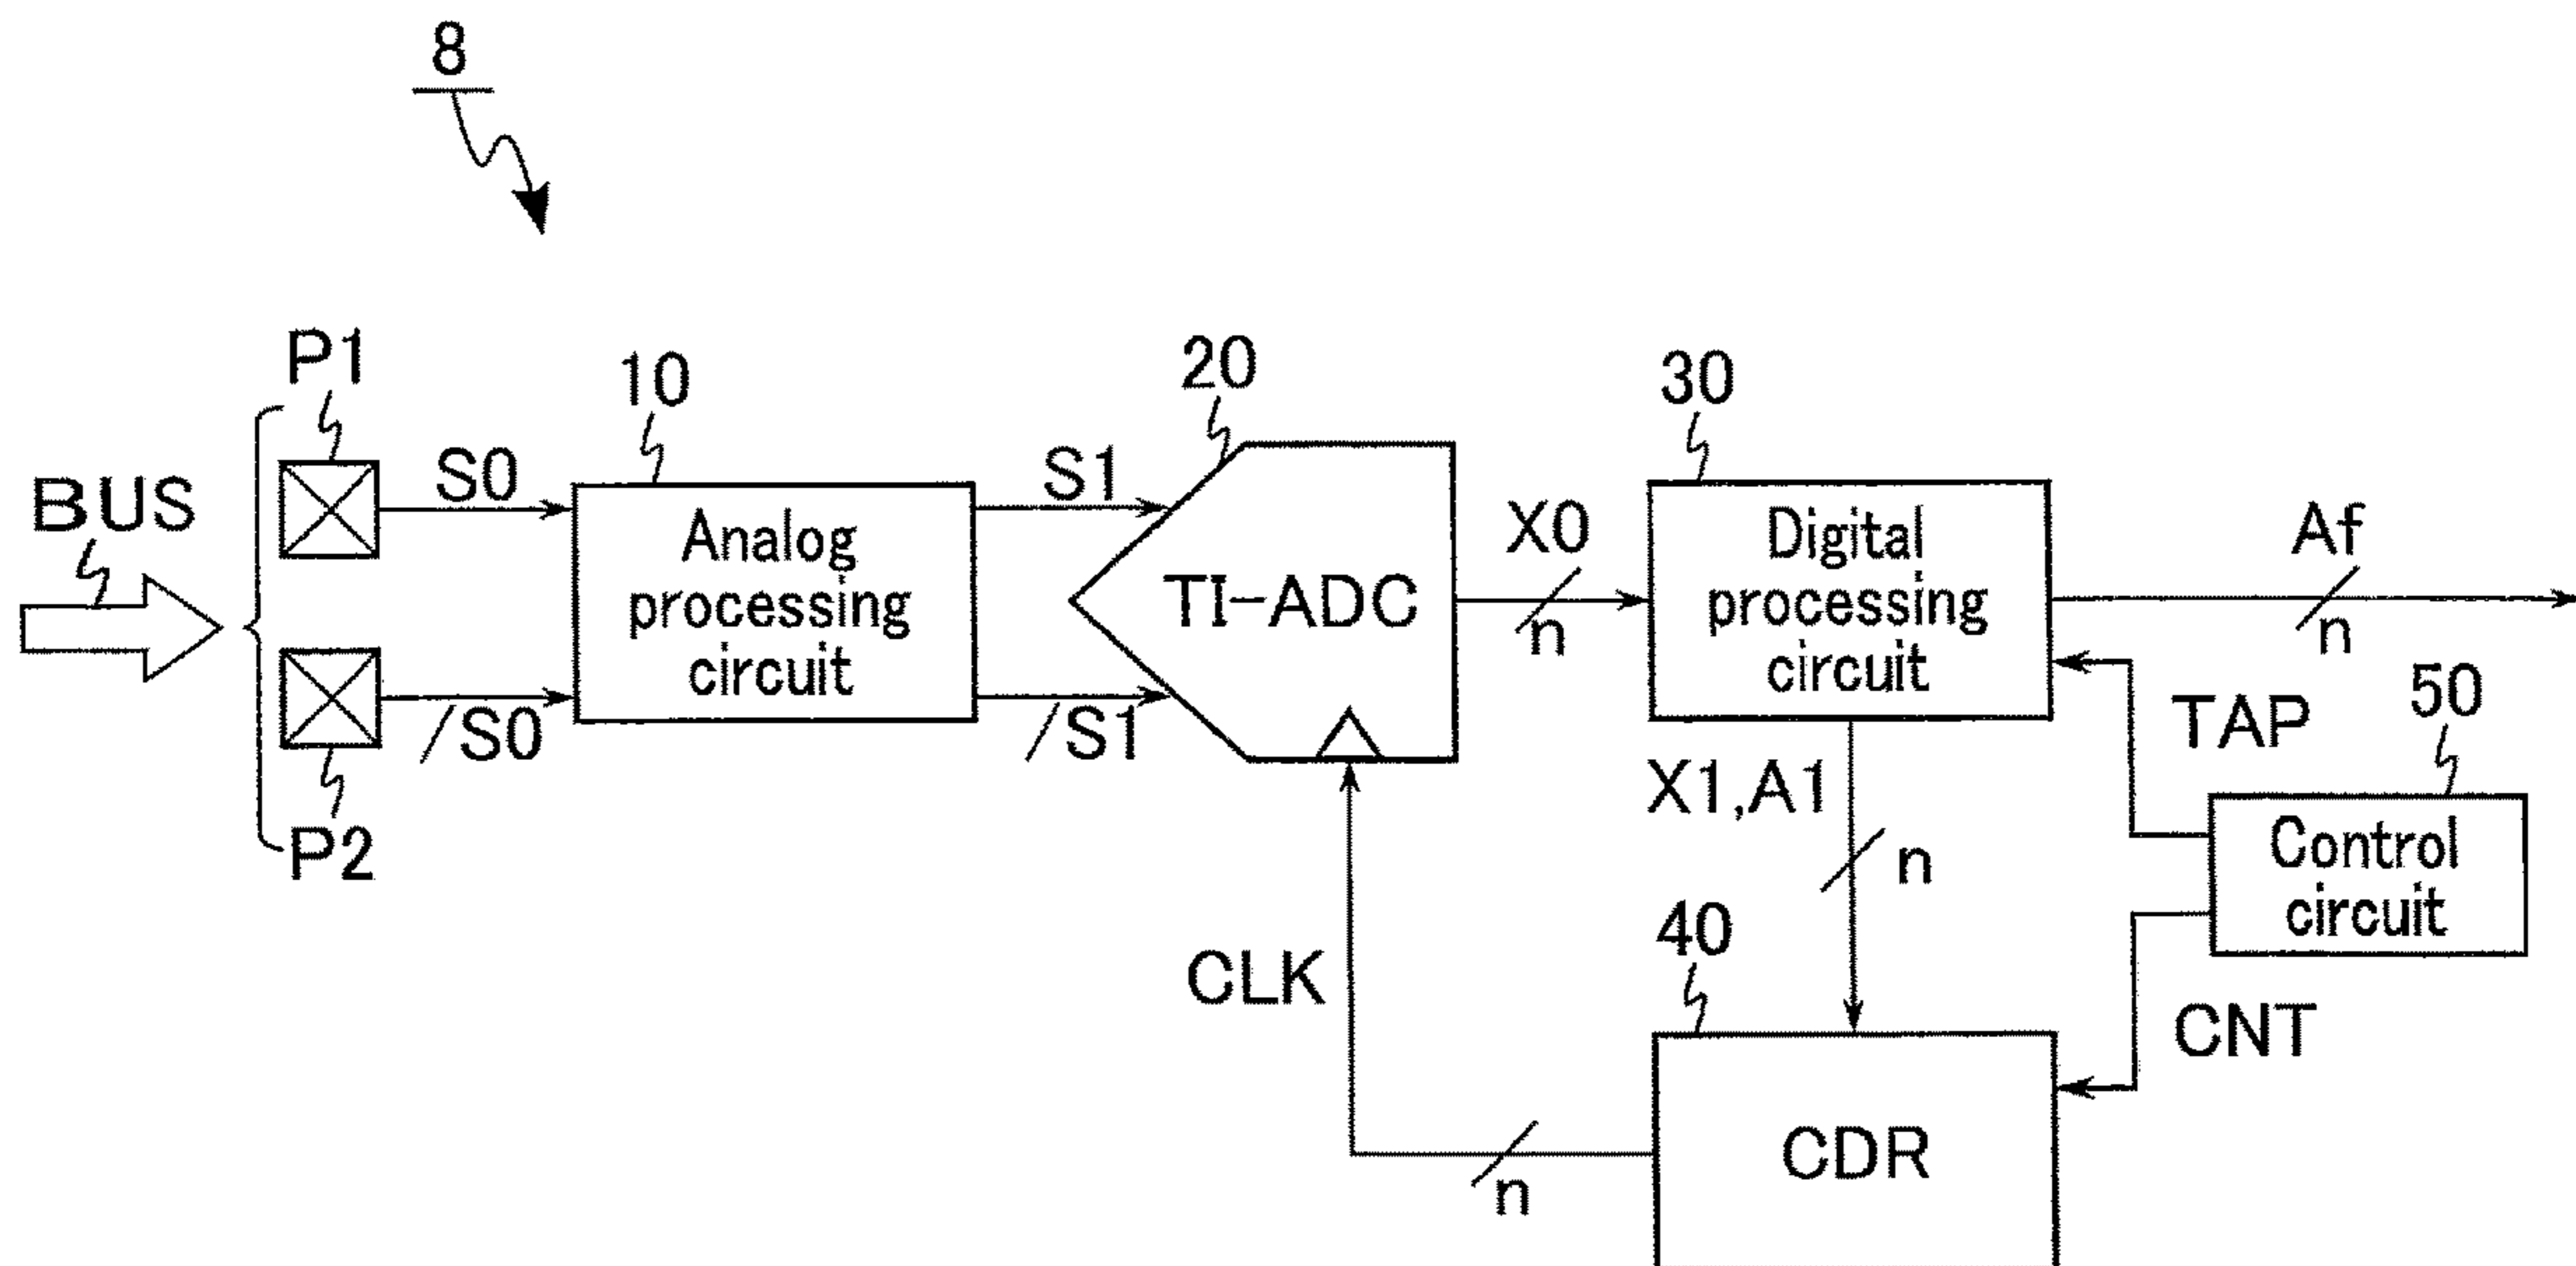 8
P1
10
20
30
BUS
S0
S1
X0
Af
Analog
processing
circuit
TI-ADC
Digital
processing
circuit
n
n
/S0
/S1
P2
X1,A1
n
TAP
50
Control
circuit
40
CLK
CNT
CDR
n